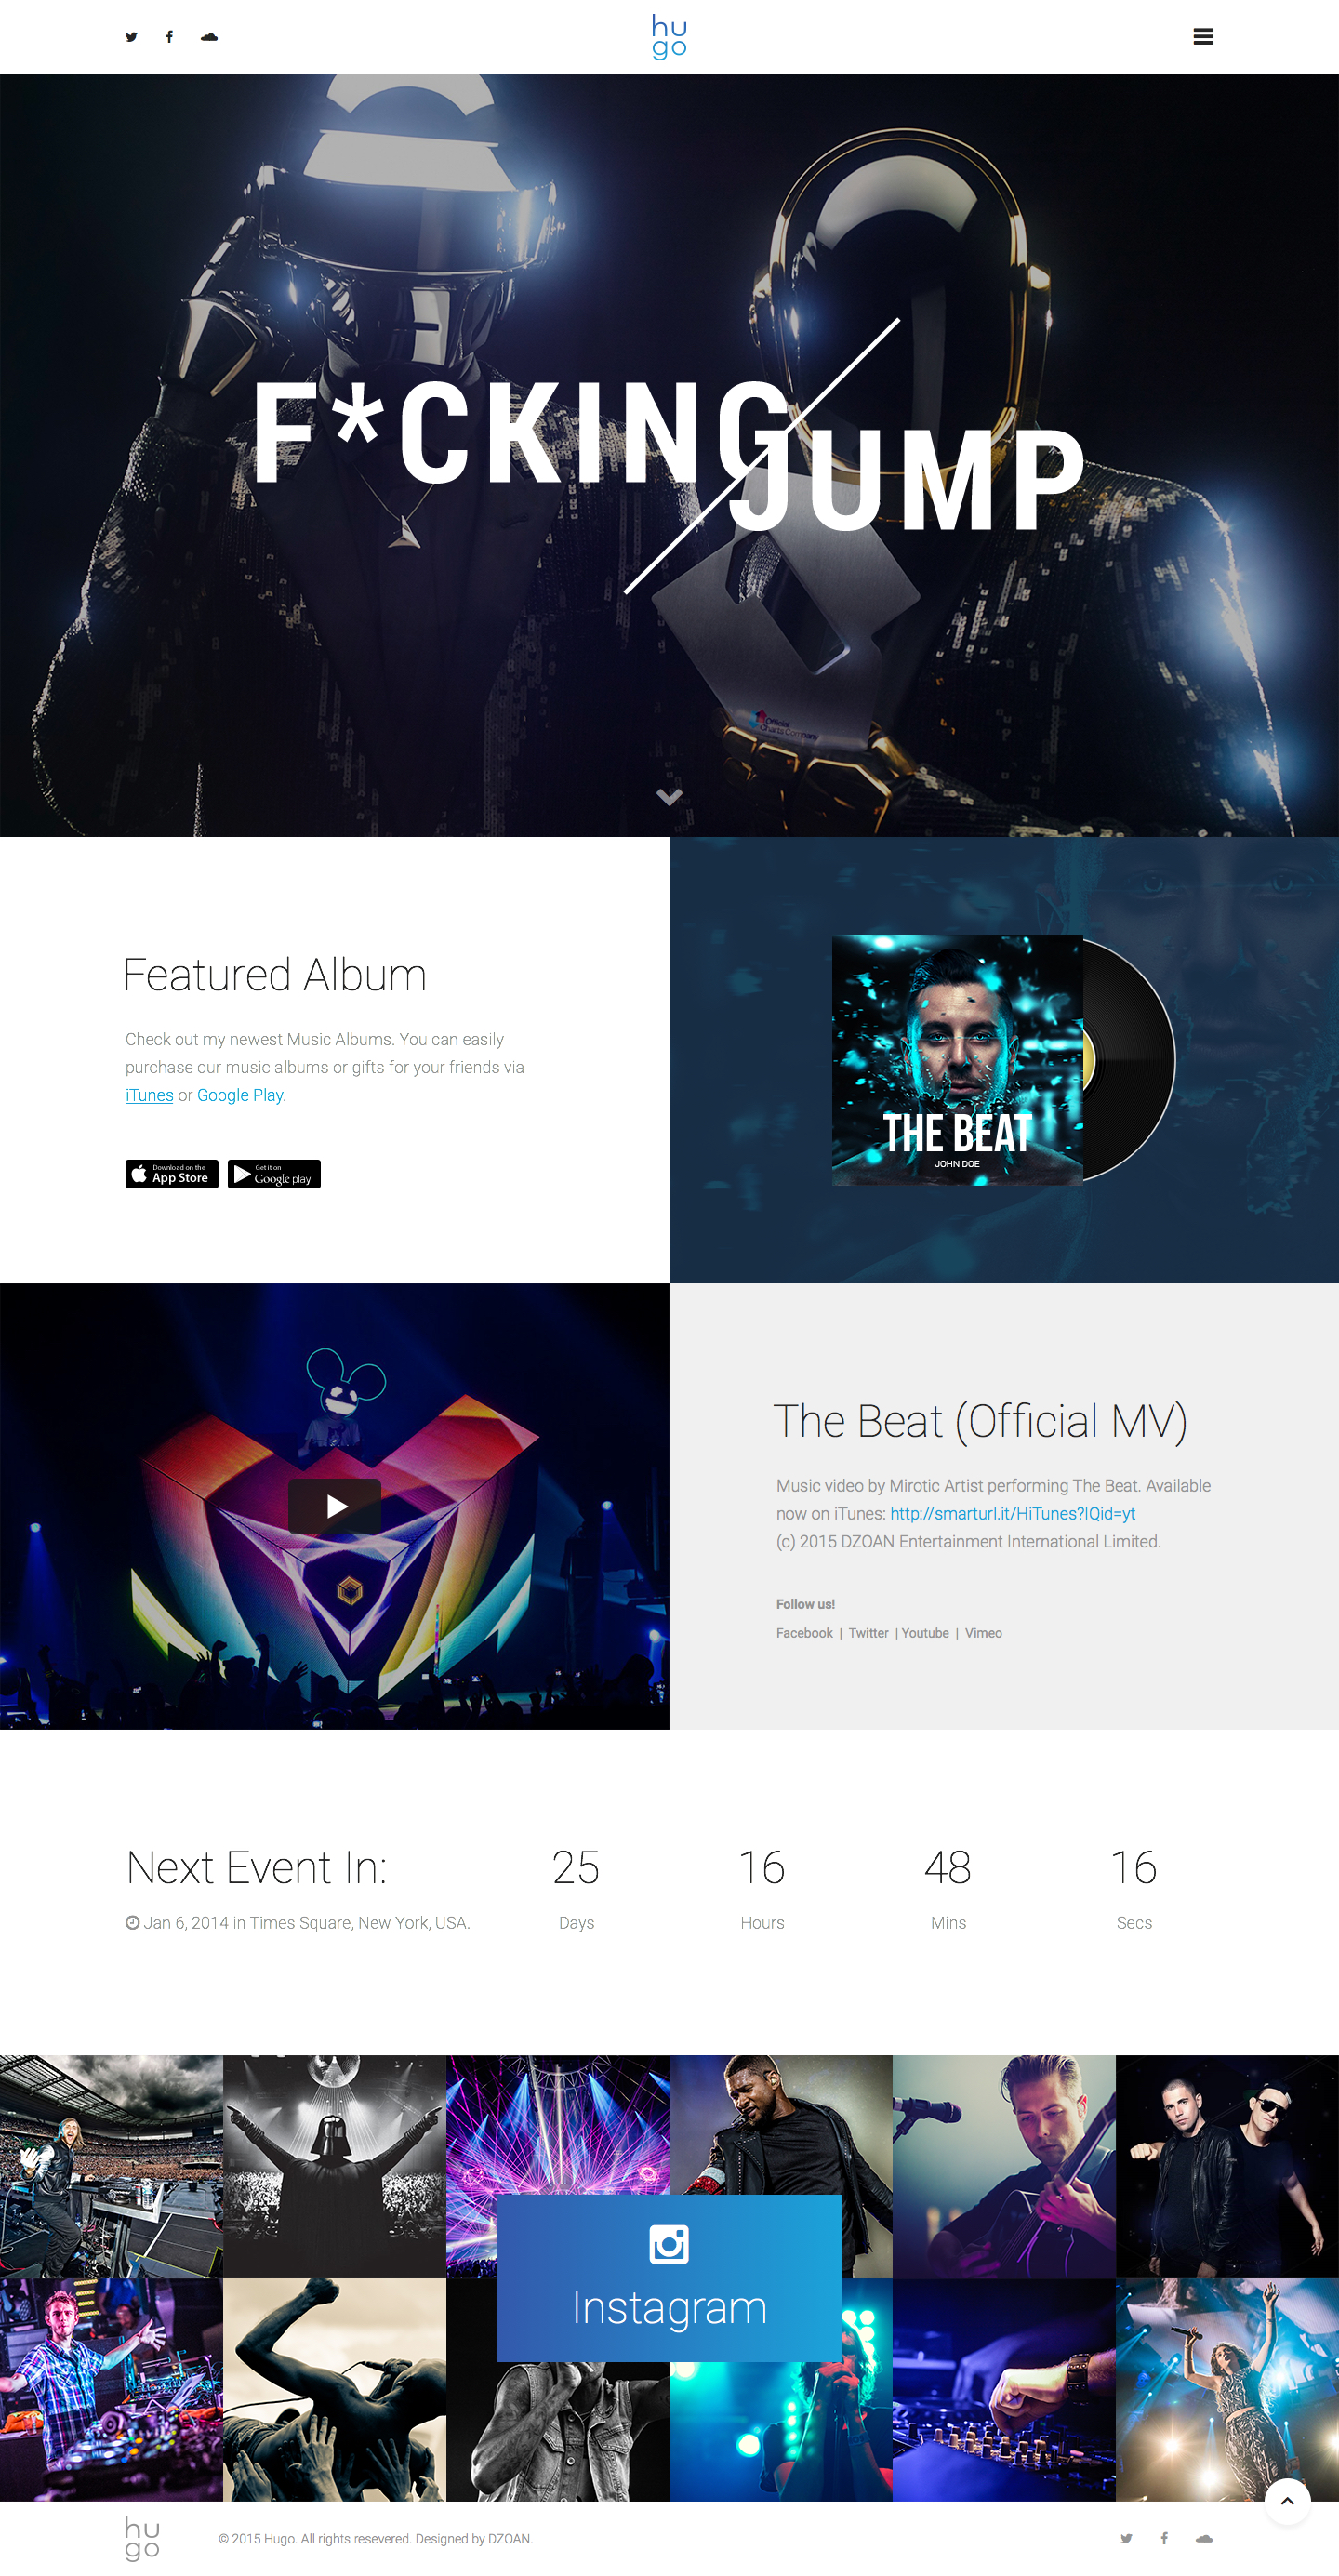 hu
go
F*CKING
JUMP
Official
Charts Company
Featured Album
Check out my newest Music Albums. You can easily
purchase our music albums or gifts for your friends via
iTunes or Google Play.
Download on the
App Store
Get it on
Google play
THE BEAT
JOHN DOE
The Beat (Official MV)
Music video by Mirotic Artist performing The Beat. Available
now on iTunes: http://smarturl.it/HiTunes?IQid=yt
(c) 2015 DZOAN Entertainment International Limited.
Follow us!
Facebook | Twitter | Youtube | Vimeo
Next Event In:
Jan 6, 2014 in Times Square, New York, USA.
25
Days
16
Hours
48
Mins
16
Secs
Instagram
hu
go
© 2015 Hugo. All rights resevered. Designed by DZOAN.